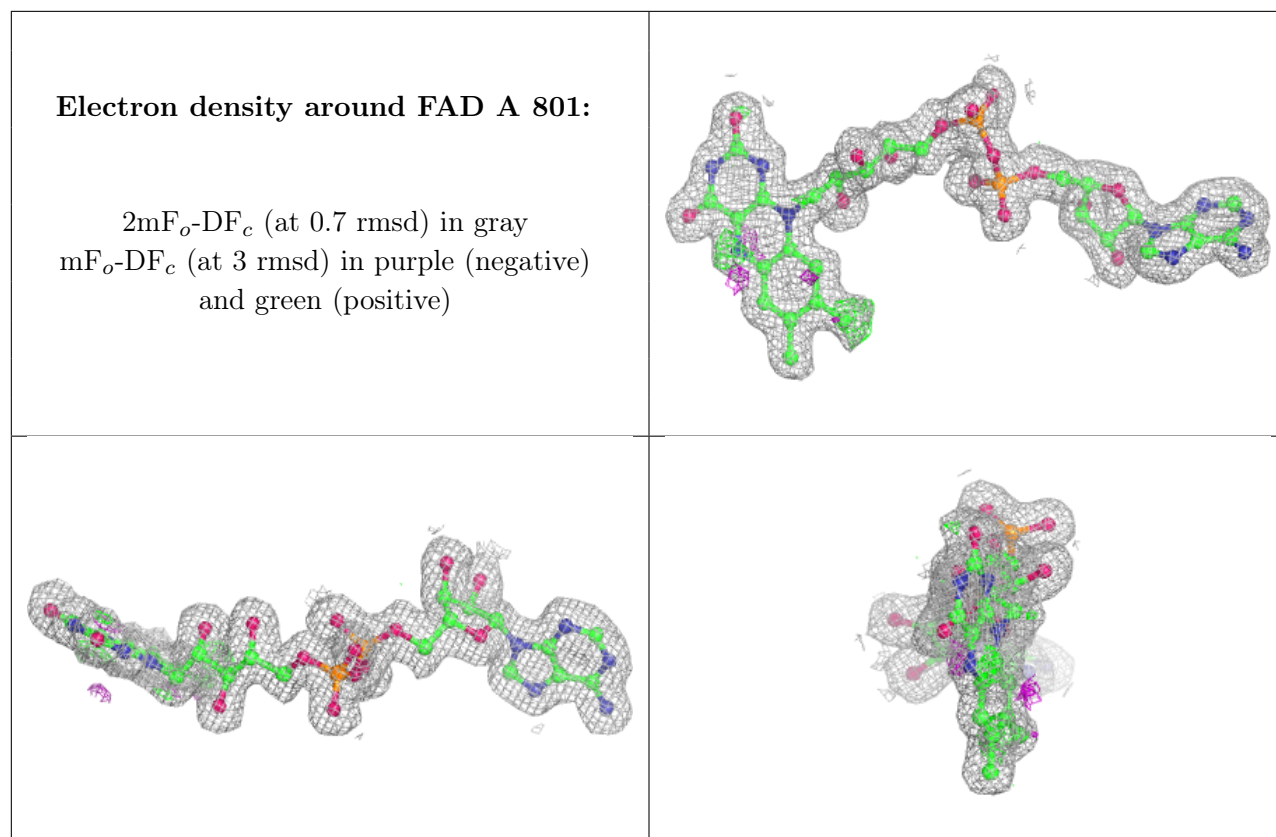 Electron density around FAD A 801:
2mFo-DFc (at 0.7 rmsd) in gray
mFo-DFc (at 3 rmsd) in purple (negative)
and green (positive)